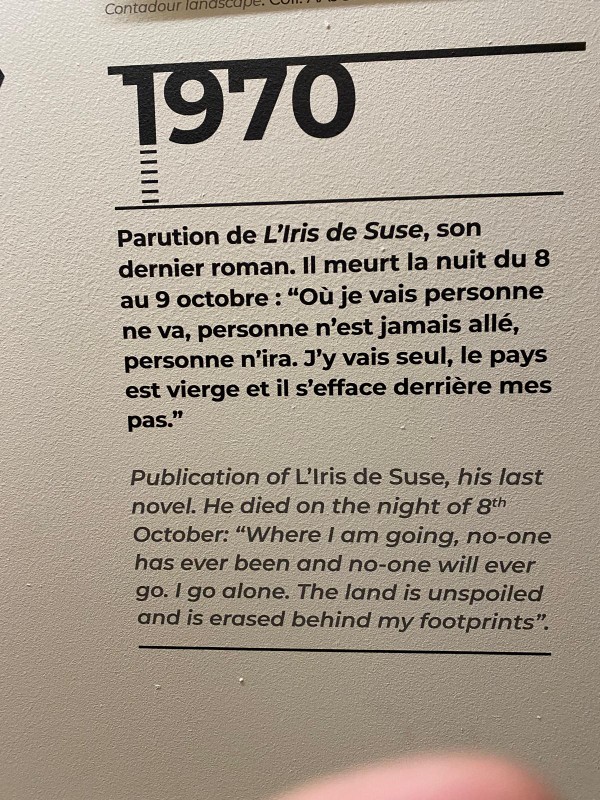 Contadour landscape. Coll.
1970
Parution de L'Iris de Suse, son
dernier roman. Il meurt la nuit du 8
au 9 octobre : “Où je vais personne
ne va, personne n'est jamais allé,
personne n'ira. J'y vais seul, le pays
est vierge et il s'efface derrière mes
pas.”
Publication of L'Iris de Suse, his last
novel. He died on the night of 8th
October: “Where I am going, no-one
has ever been and no-one will ever
go. I go alone. The land is unspoiled
and is erased behind my footprints”.